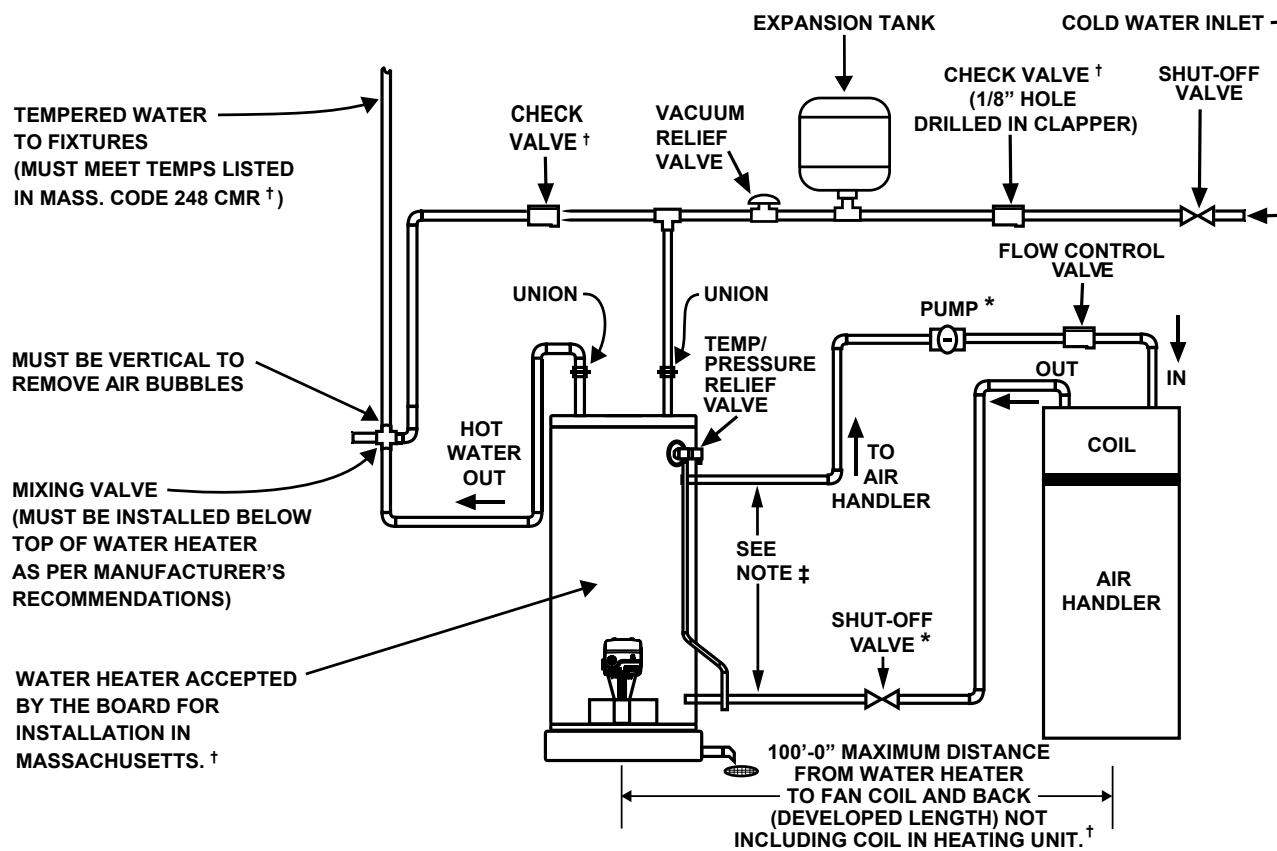 EXPANSION TANK
COLD WATER INLET
TEMPERED WATER
TO FIXTURES
(MUST MEET TEMPS LISTED
IN MASS. CODE 248 CMR †)
CHECK
VALVE †
VACUUM
RELIEF
VALVE
CHECK VALVE †
(1/8” HOLE
DRILLED IN CLAPPER)
SHUT-OFF
VALVE
FLOW CONTROL
VALVE
UNION
UNION
PUMP *
TEMP/
PRESSURE
RELIEF
VALVE
OUT
IN
MUST BE VERTICAL TO
REMOVE AIR BUBBLES
HOT
WATER
OUT
TO
AIR
HANDLER
COIL
MIXING VALVE
(MUST BE INSTALLED BELOW
TOP OF WATER HEATER
AS PER MANUFACTURER’S
RECOMMENDATIONS)
SEE
NOTE ‡
AIR
HANDLER
SHUT-OFF
VALVE *
WATER HEATER ACCEPTED
BY THE BOARD FOR
INSTALLATION IN
MASSACHUSETTS. †
100’-0” MAXIMUM DISTANCE
FROM WATER HEATER
TO FAN COIL AND BACK
(DEVELOPED LENGTH) NOT
INCLUDING COIL IN HEATING UNIT. †